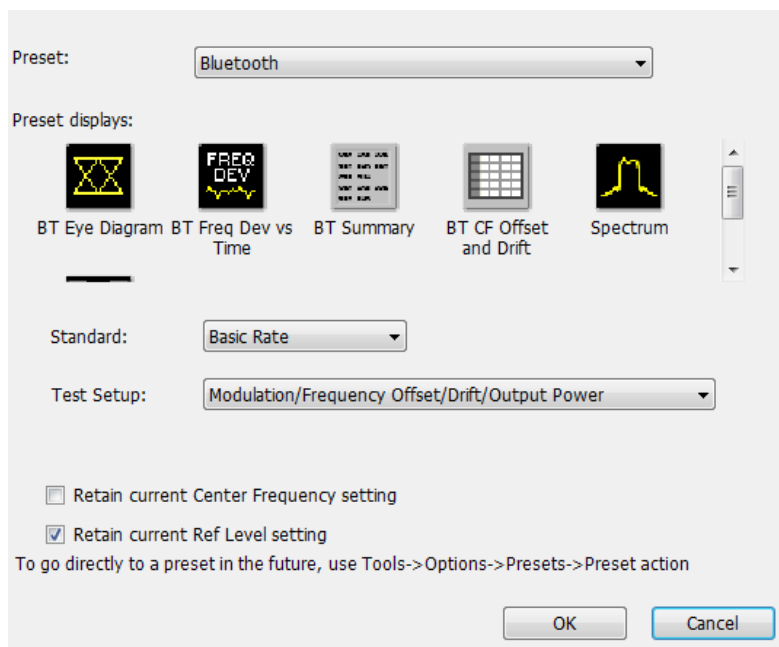 Preset:
Bluetooth
Preset displays:
FREQ
DEV
BT Eye Diagram
BT Freq Dev vs
Time
BT Summary
BT CF Offset
and Drift
Spectrum
Standard:
Basic Rate
Test Setup:
Modulation/Frequency Offset/Drift/Output Power
Retain current Center Frequency setting
Retain current Ref Level setting
To go directly to a preset in the future, use Tools->Options->Presets->Preset action
OK
Cancel